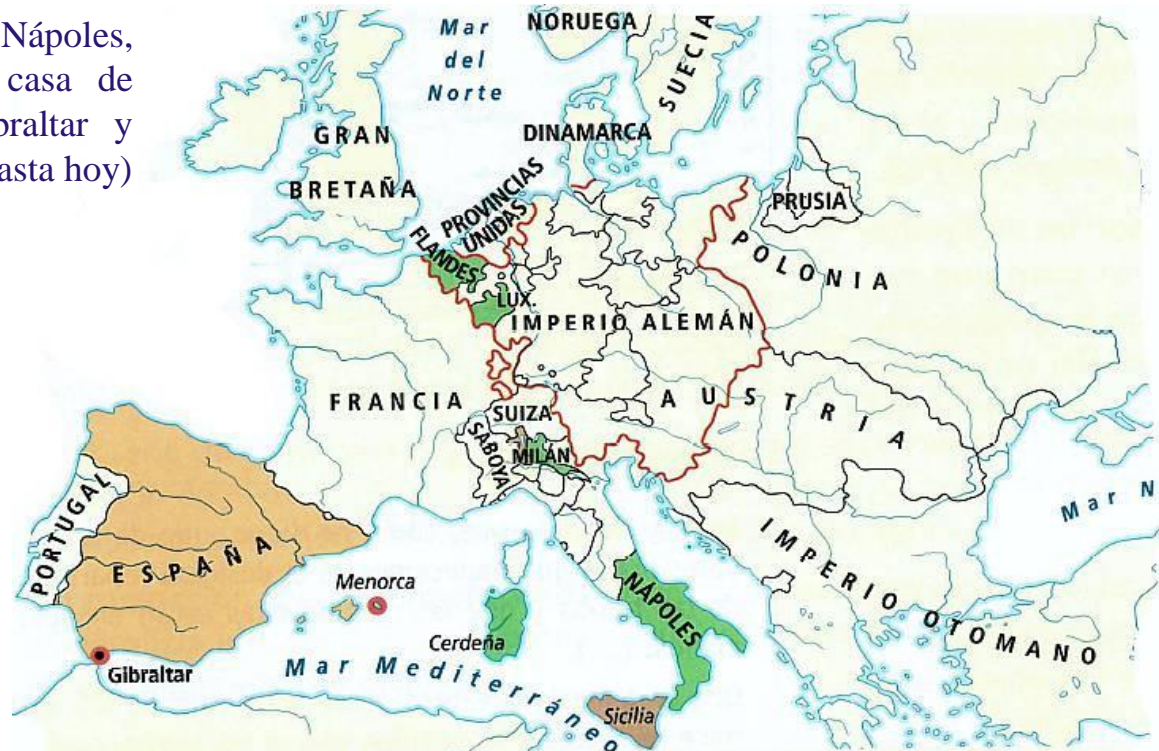 Nápoles,
casa de
braltar y
asta hoy)
Mar
del
Norte
NORUEGA
SUECIA
GRAN
BRETAÑA
DINAMARCA
PROVINCIAS
UNIDAS
FLANDES
LUX.
PRUSIA
POLONIA
IMPERIO ALEMÁN
FRANCIA
SUIZA
AUSTRIA
SABOYA
MILÁN
PORTUGAL
ESPAÑA
Menorca
Cerdeña
NÁPOLES
IMPERIO OTOMANO
Mar N
Gibraltar
Mar Mediterráneo
Sicilia